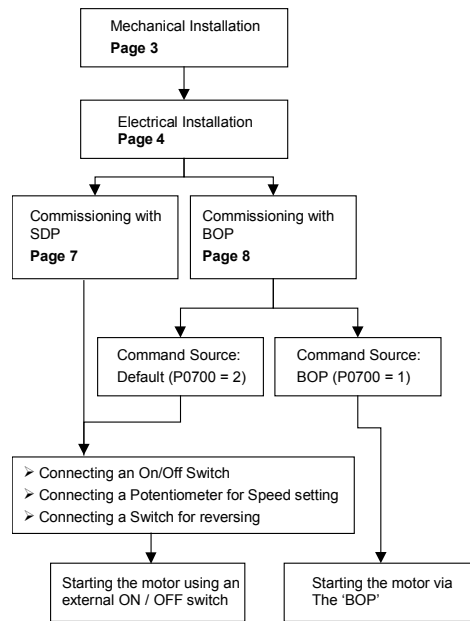 Mechanical Installation
Page 3
Electrical Installation
Page 4
Commissioning with
SDP
Page 7
Commissioning with
BOP
Page 8
Command Source:
Default (P0700 = 2)
Command Source:
BOP (P0700 = 1)
➢ Connecting an On/Off Switch
➢ Connecting a Potentiometer for Speed setting
➢ Connecting a Switch for reversing
Starting the motor using an
external ON / OFF switch
Starting the motor via
The ‘BOP’